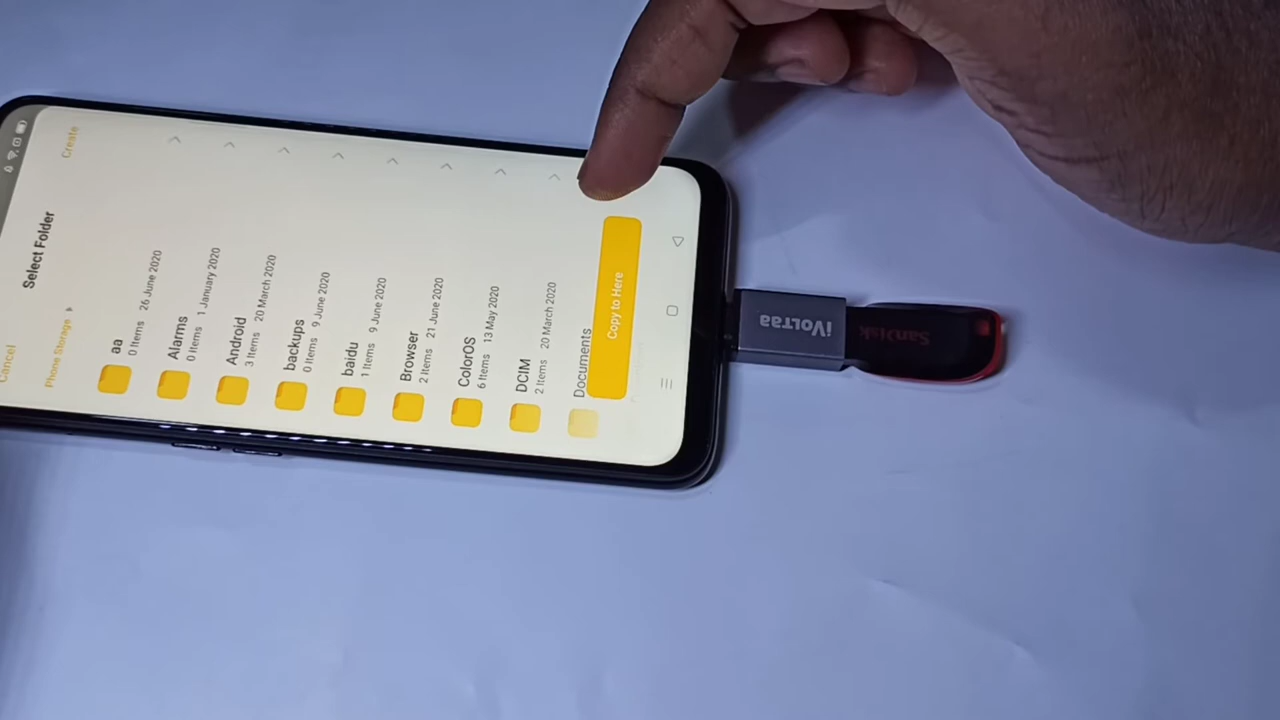 Cancel
Select Folder
Create
Phone Storage
aa
0 Items 26 June 2020
Alarms
0 Items 1 January 2020
Android
3 Items 20 March 2020
backups
0 Items 9 June 2020
baidu
1 Items 9 June 2020
Browser
2 Items 21 June 2020
ColorOS
6 Items 13 May 2020
DCIM
2 Items 20 March 2020
Documents
Copy to Here
iVoltaa
SanDisk